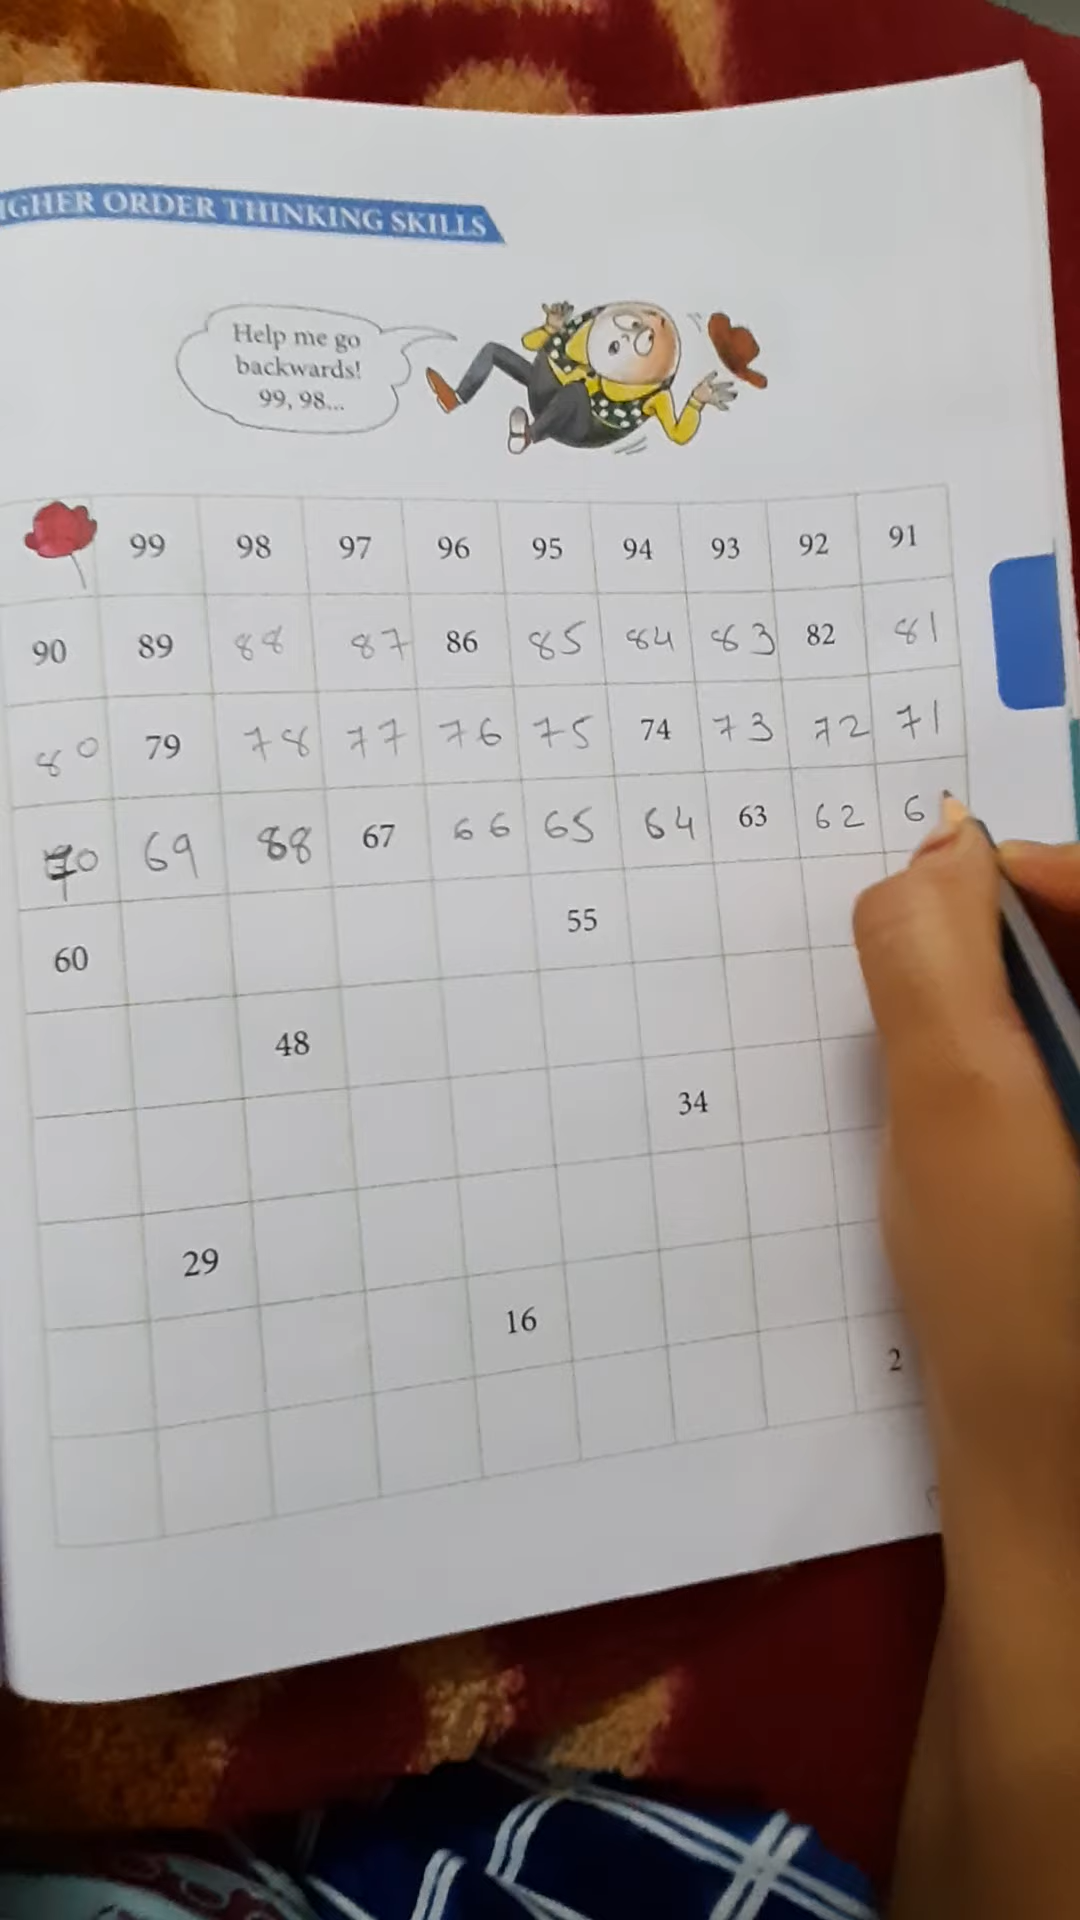 IGHER ORDER THINKING SKILLS
Help me go
backwards!
99, 98...
99 98 97 96 95 94 93 92 91
90 89 88 87 86 85 84 83 82 81
80 79 78 77 76 75 74 73 72 71
70 69 88 67 66 65 64 63 62 6
60 55
48
34
29
16
2